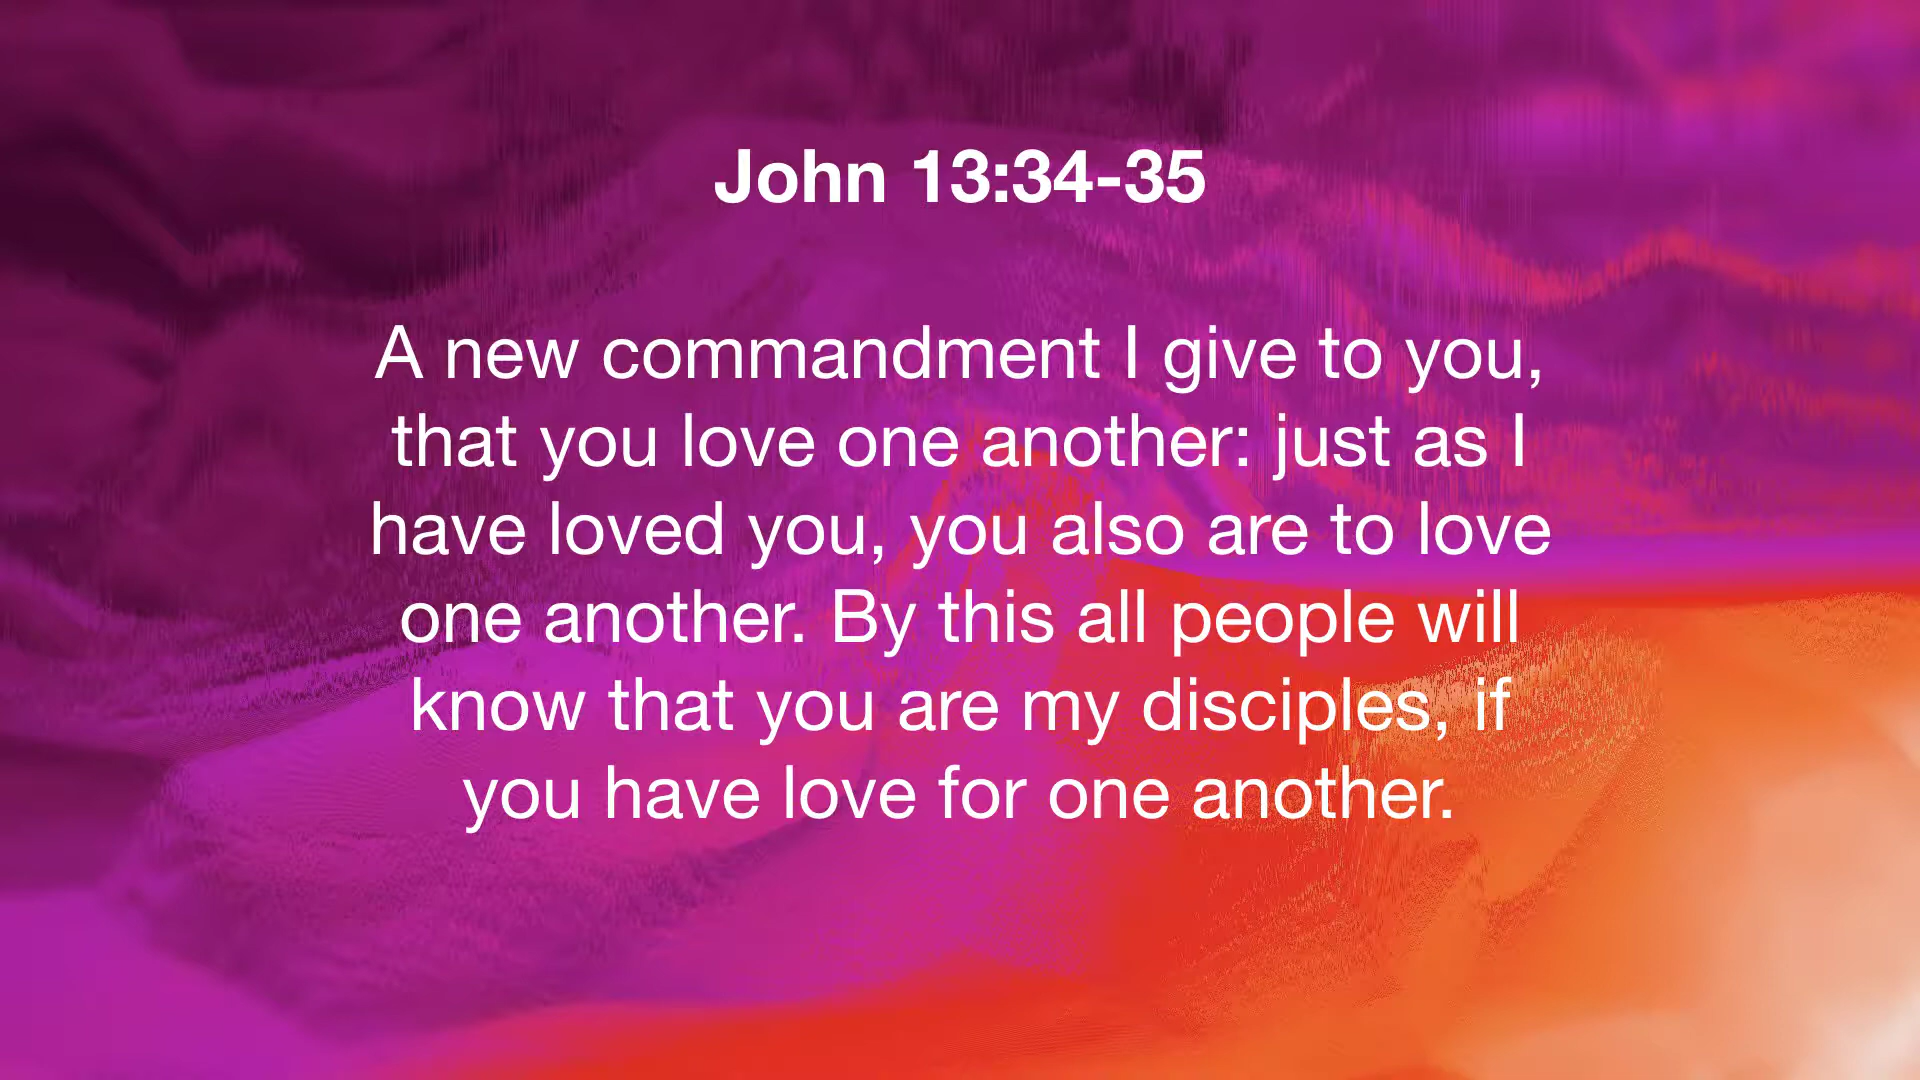 John 13:34-35
A new commandment I give to you,
that you love one another: just as I
have loved you, you also are to love
one another. By this all people will
know that you are my disciples, if
you have love for one another.